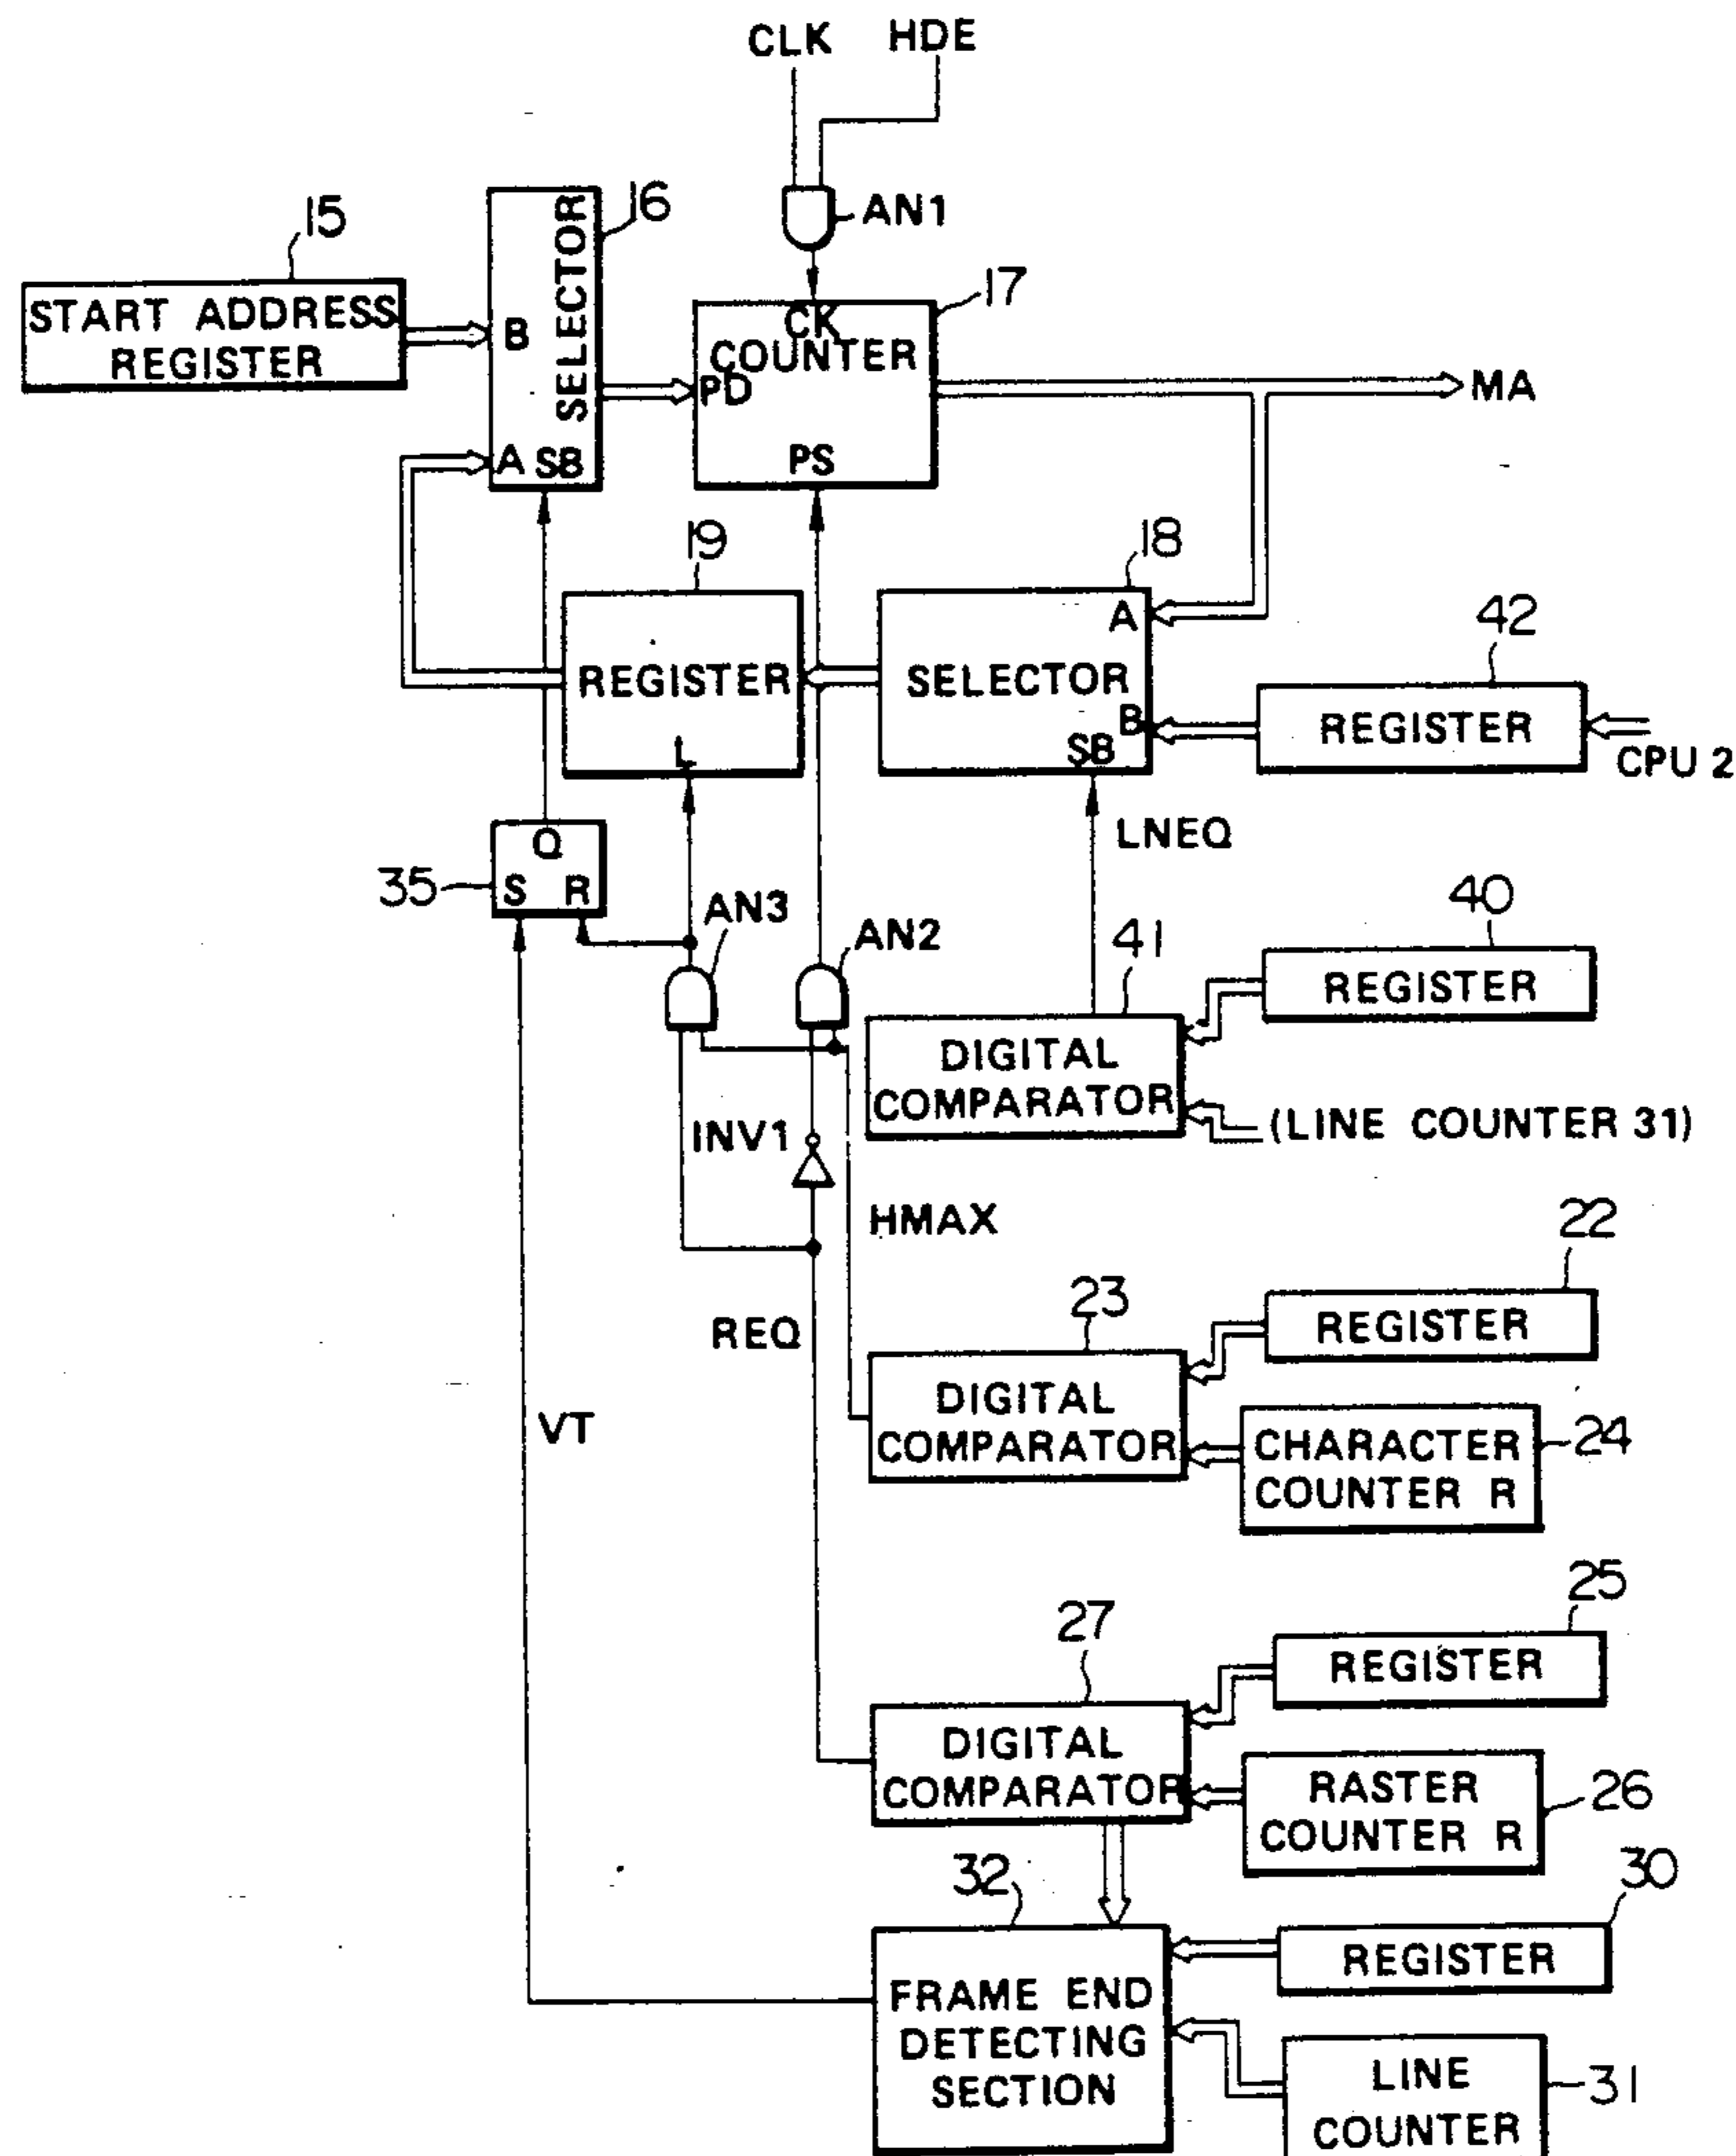 CLK HDE
AN1
15
16
17
START ADDRESS
REGISTER
B
SELECTOR
A SB
CK
COUNTER
PD
PS
MA
19
18
42
REGISTER
L
SELECTOR
A
B
SB
REGISTER
CPU 2
LNEQ
35
Q
S R
AN3
AN2
41
40
REGISTER
DIGITAL
COMPARATOR
(LINE COUNTER 31)
INV1
HMAX
22
23
REGISTER
REQ
DIGITAL
COMPARATOR
CHARACTER
COUNTER R
24
VT
25
27
REGISTER
DIGITAL
COMPARATOR
RASTER
COUNTER R
26
32
30
REGISTER
FRAME END
DETECTING
SECTION
LINE
COUNTER
31